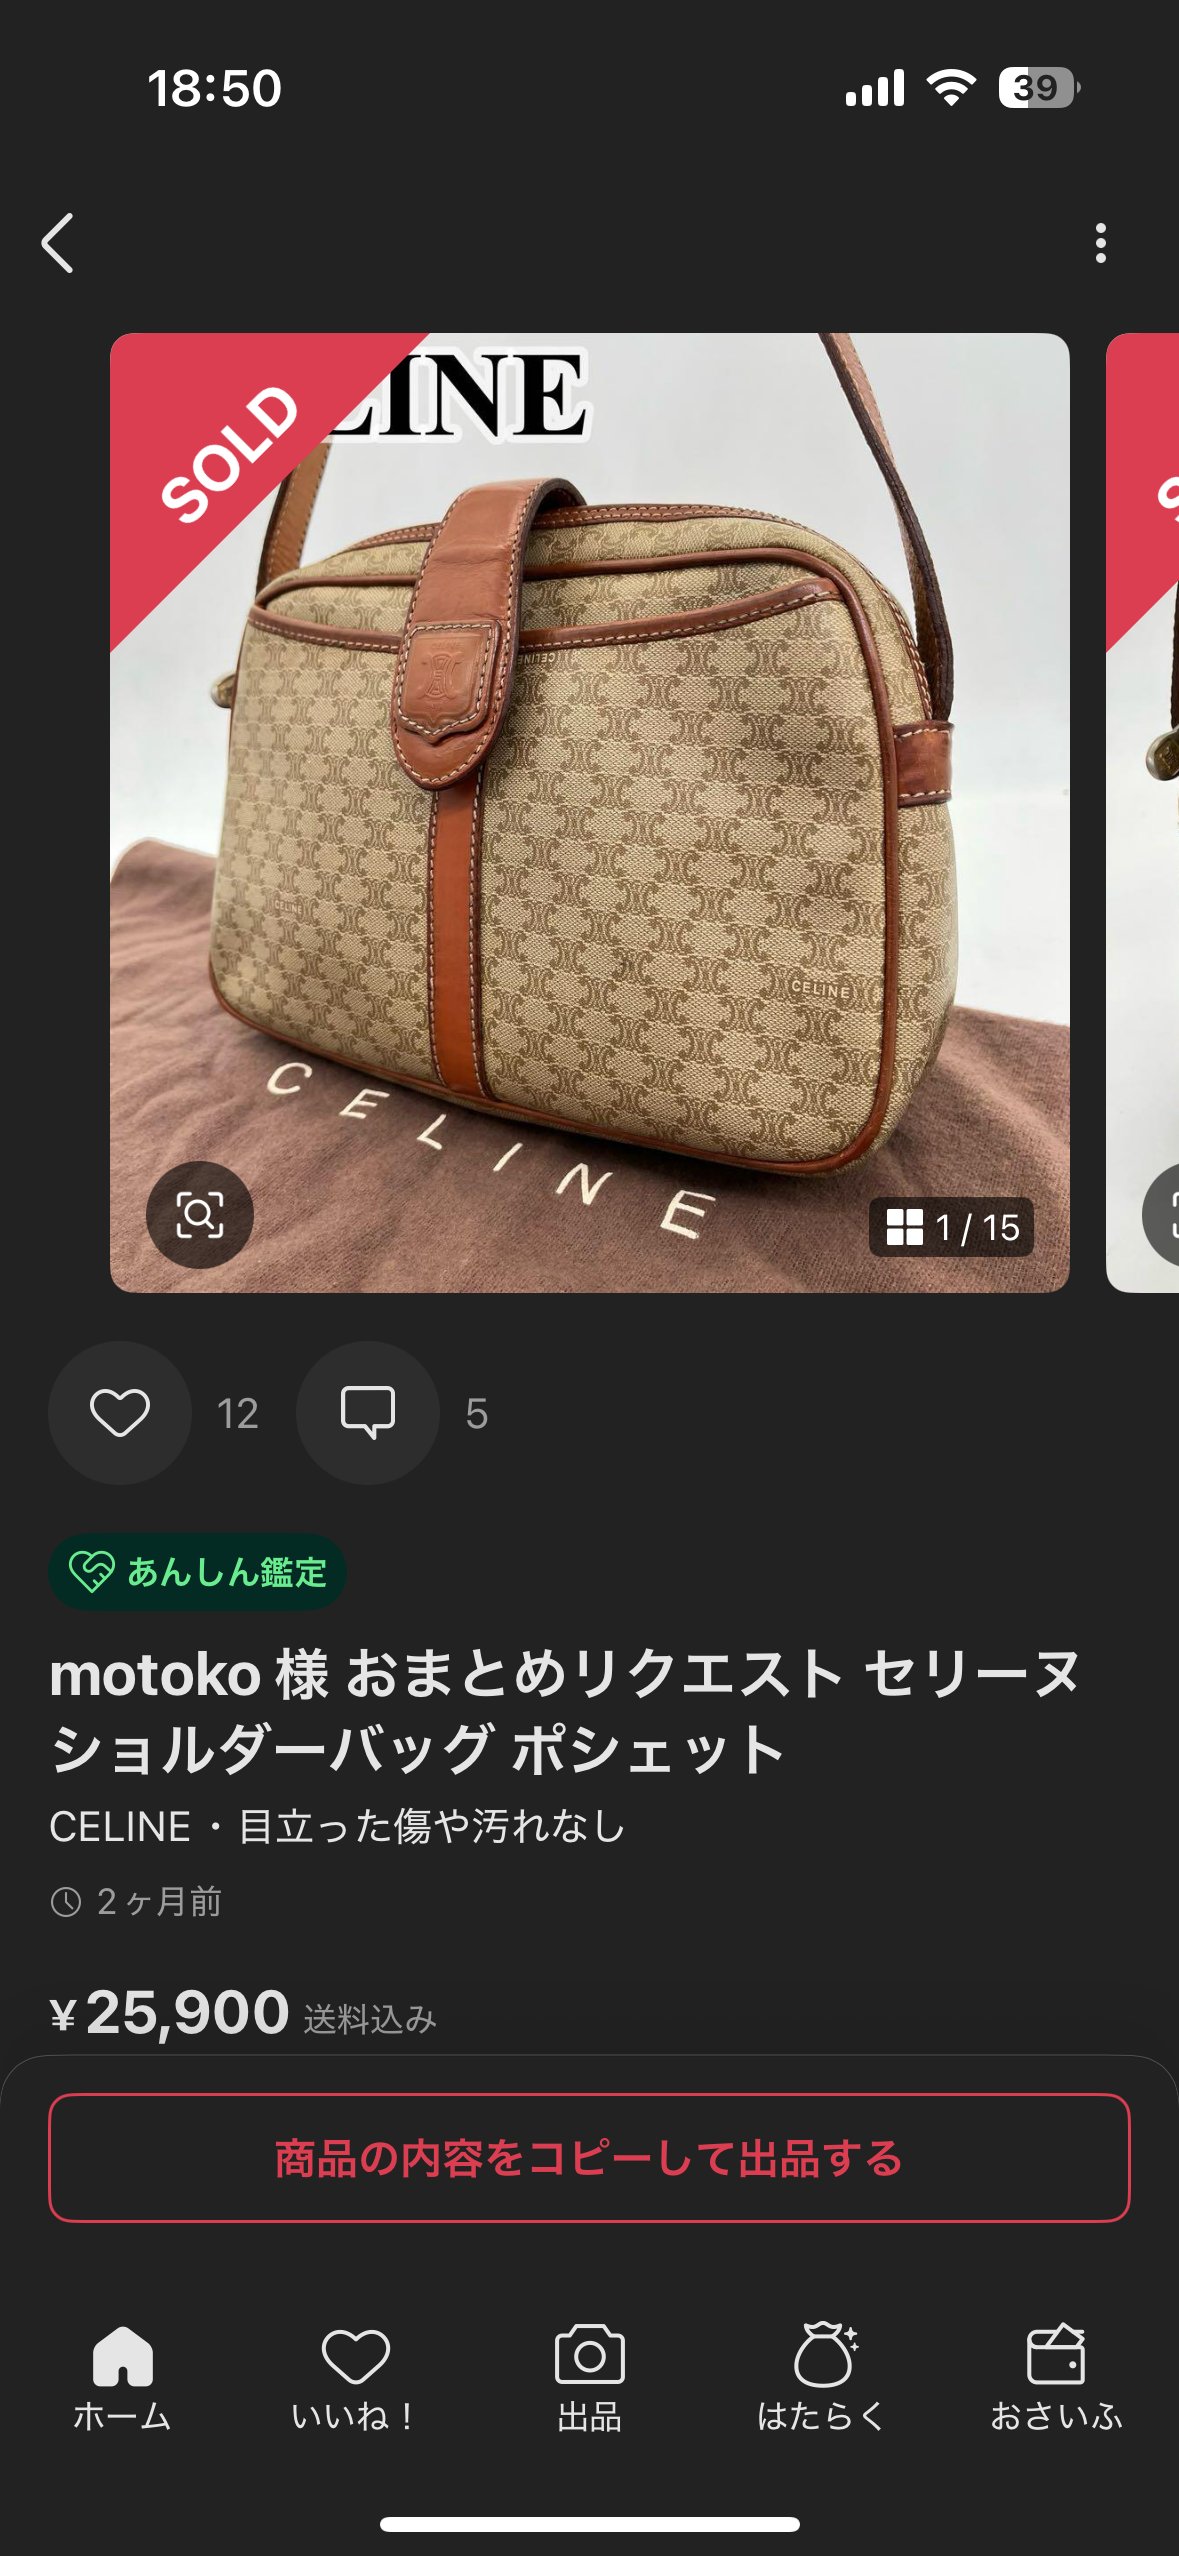 18:50
39
SOLD
LINE
CELINE
CELINE
CELINE
CELINE
1 / 15
12
5
あんしん鑑定
motoko 様 おまとめリクエスト セリーヌ
ショルダーバッグ ポシェット
CELINE・目立った傷や汚れなし
2ヶ月前
¥25,900 送料込み
商品の内容をコピーして出品する
ホーム
いいね！
出品
はたらく
おさいふ